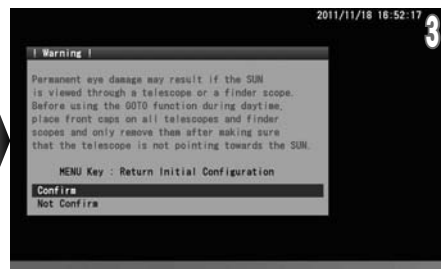 2011/11/18 16:52:17
3
! Warning !
Permanent eye damage may result if the SUN
is viewed through a telescope or a finder scope.
Before using the GOTO function during daytime,
place front caps on all telescopes and finder
scopes and only remove them after making sure
that the telescope is not pointing towards the SUN.
MENU Key : Return Initial Configuration
Confirm
Not Confirm